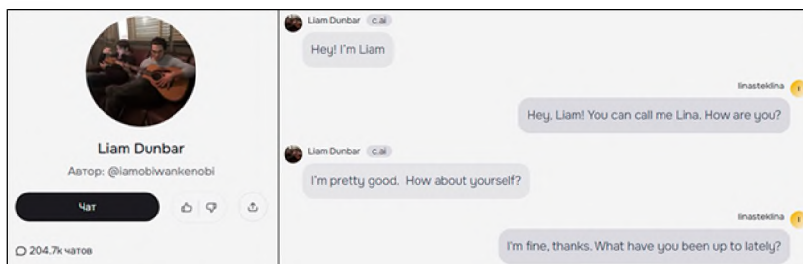 Liam Dunbar
Автор: @iamobiwankenobi
Чат
204.7k чатов
Liam Dunbar c.ai
Hey! I'm Liam
linasteklina
Hey, Liam! You can call me Lina. How are you?
Liam Dunbar c.ai
I'm pretty good. How about yourself?
linasteklina
I'm fine, thanks. What have you been up to lately?